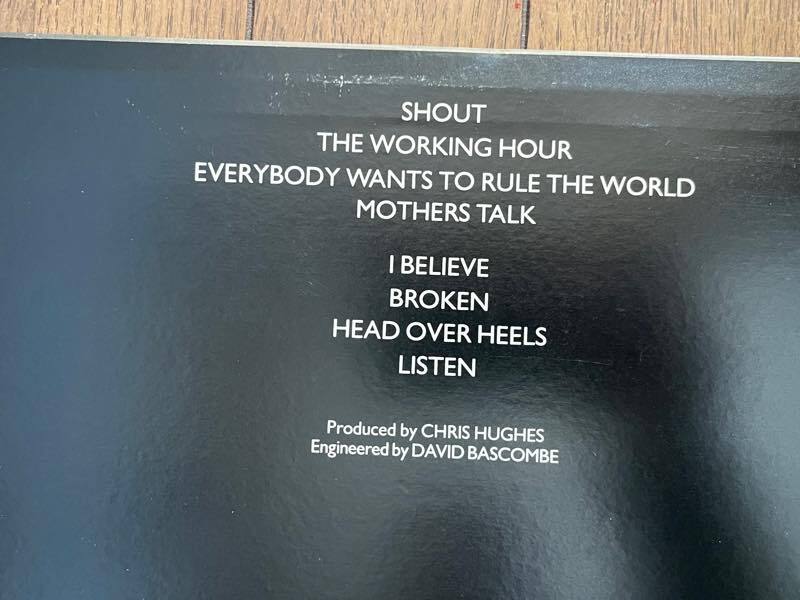 SHOUT
THE WORKING HOUR
EVERYBODY WANTS TO RULE THE WORLD
MOTHERS TALK
I BELIEVE
BROKEN
HEAD OVER HEELS
LISTEN
Produced by CHRIS HUGHES
Engineered by DAVID BASCOMBE